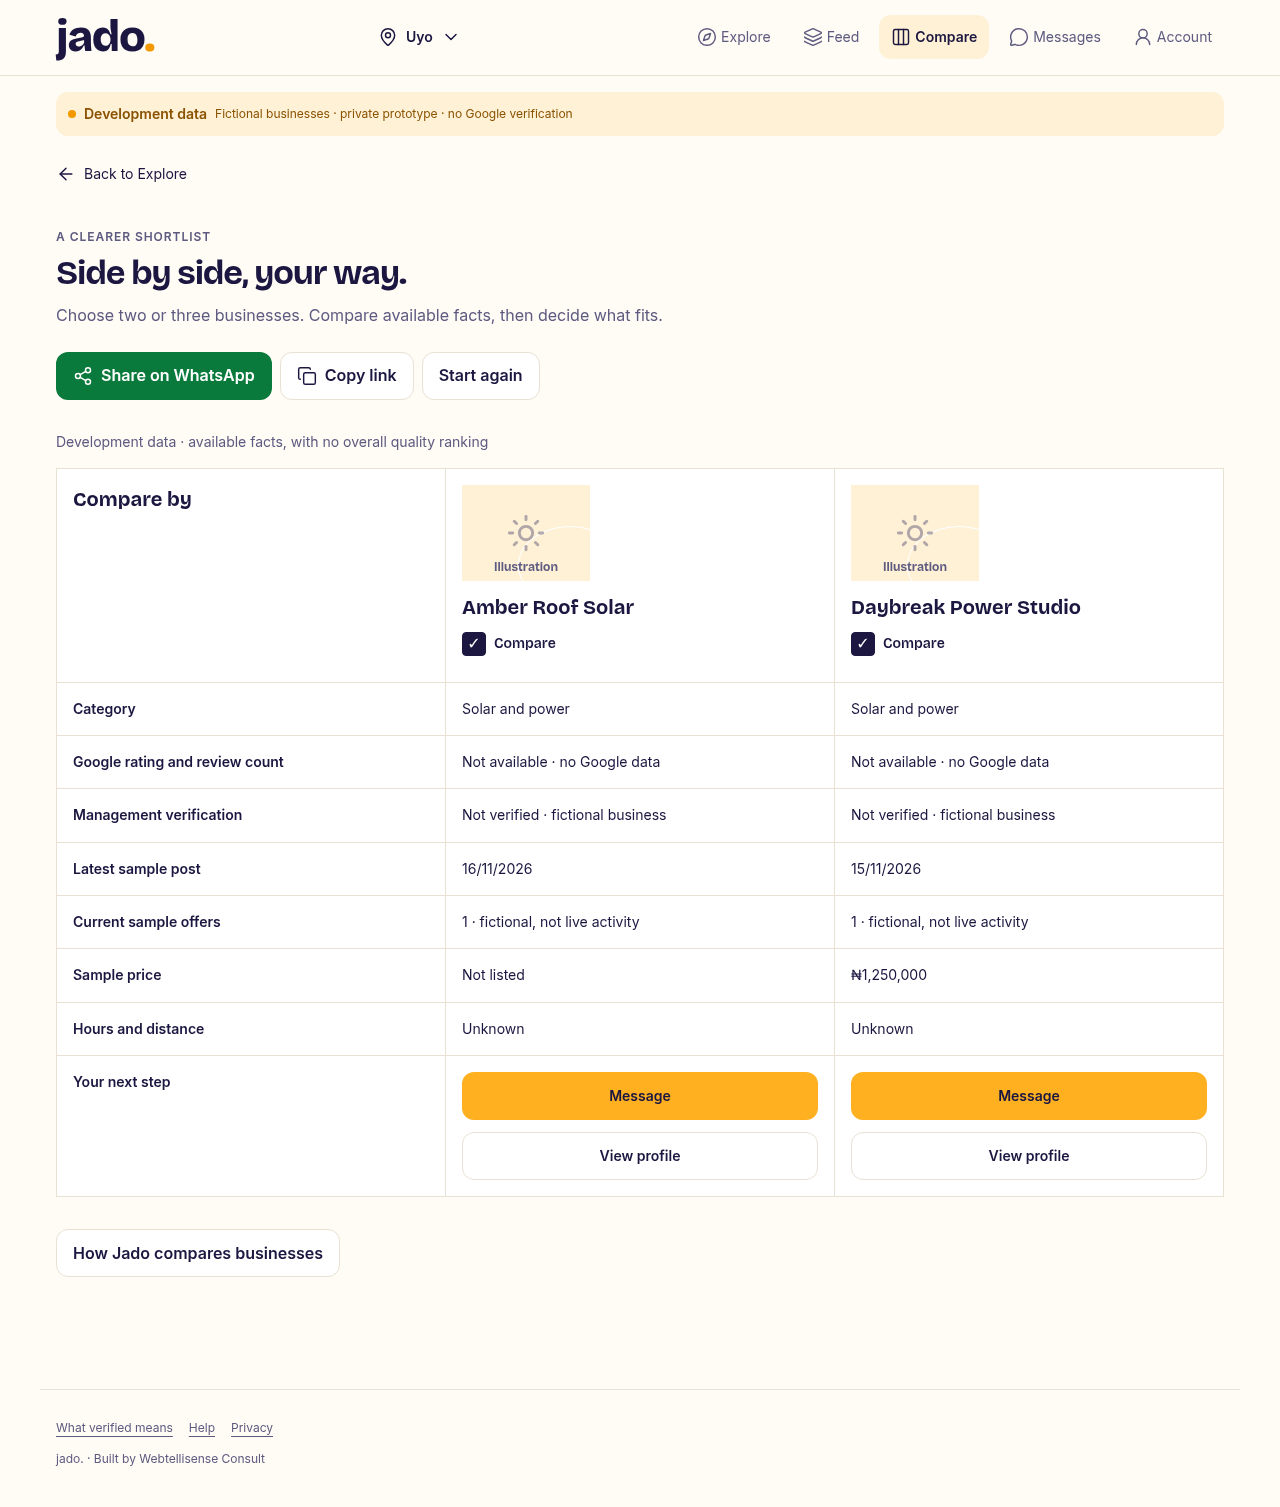 jado.
Uyo
Explore
Feed
Compare
Messages
Account
Development data Fictional businesses · private prototype · no Google verification
Back to Explore
A CLEARER SHORTLIST
Side by side, your way.
Choose two or three businesses. Compare available facts, then decide what fits.
Share on WhatsApp
Copy link
Start again
Development data · available facts, with no overall quality ranking
Compare by
Illustration
Amber Roof Solar
✓ Compare
Illustration
Daybreak Power Studio
✓ Compare
Category Solar and power Solar and power
Google rating and review count Not available · no Google data Not available · no Google data
Management verification Not verified · fictional business Not verified · fictional business
Latest sample post 16/11/2026 15/11/2026
Current sample offers 1 · fictional, not live activity 1 · fictional, not live activity
Sample price Not listed ₦1,250,000
Hours and distance Unknown Unknown
Your next step Message Message
View profile View profile
How Jado compares businesses
What verified means Help Privacy
jado. · Built by Webtellisense Consult